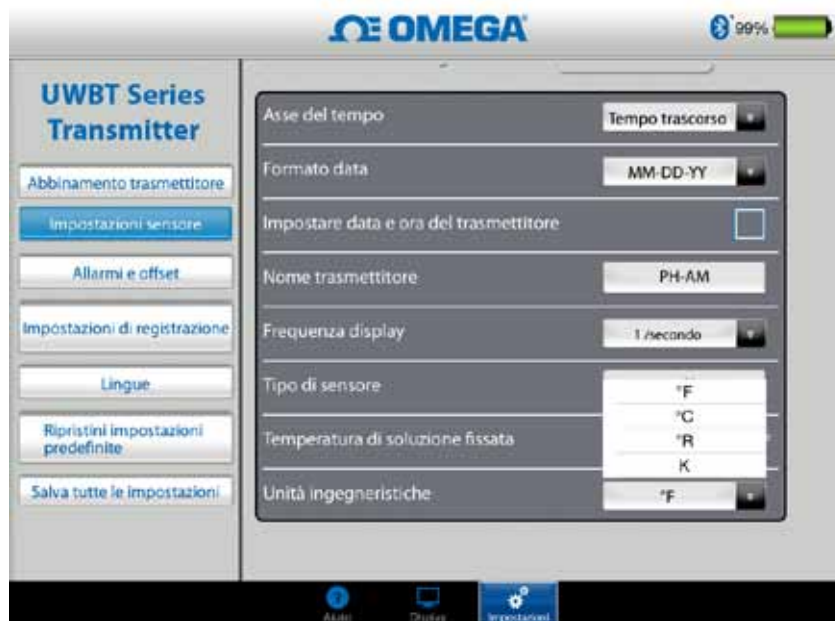 OMEGA
99%
UWBT Series
Transmitter
Abbinamento trasmettitore
Impostazioni sensore
Allarmi e offset
Impostazioni di registrazione
Lingue
Ripristini impostazioni
predefinite
Salva tutte le impostazioni
Asse del tempo
Tempo trascorso
Formato data
MM-DD-YY
Impostare data e ora del trasmettitore
Nome trasmettitore
PH-AM
Frequenza display
1 /secondo
Tipo di sensore
°F
°C
°R
K
Temperatura di soluzione fissata
Unità ingegneristiche
°F
Display
Impostazioni